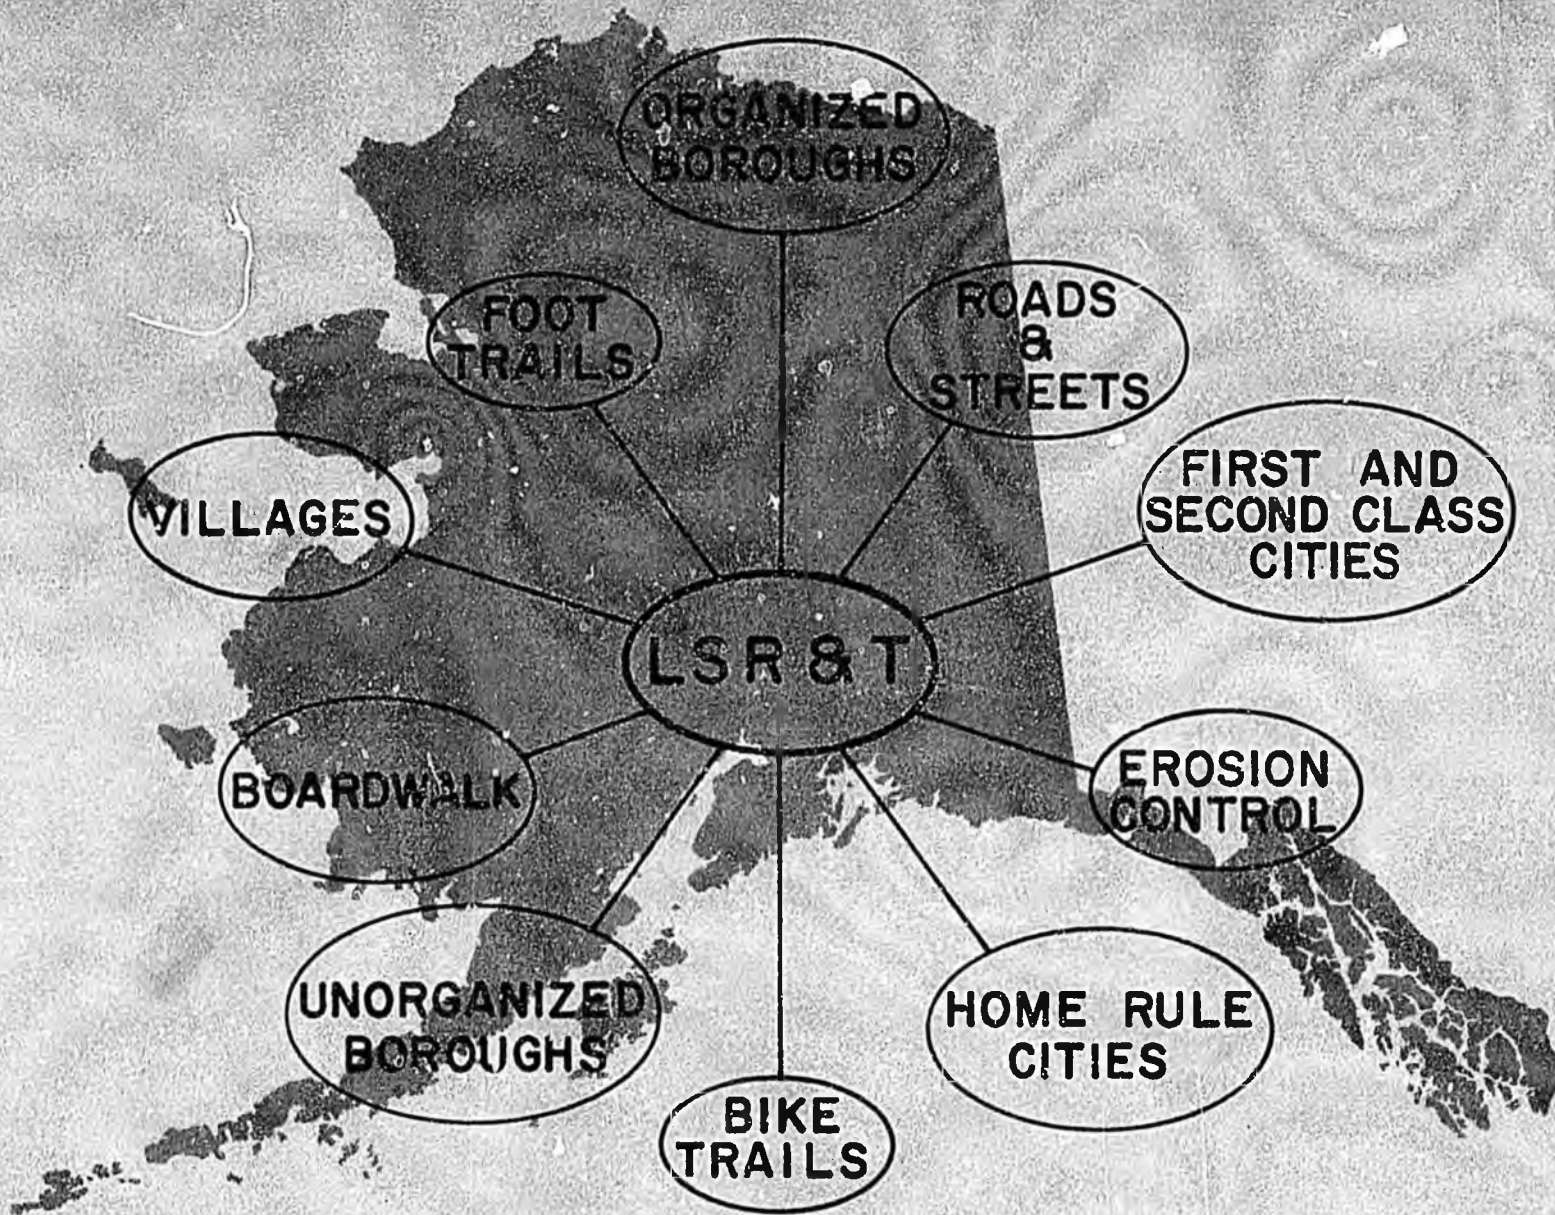 ORGANIZED
BOROUGHS
FOOT
TRAILS
ROADS
&
STREETS
VILLAGES
FIRST AND
SECOND CLASS
CITIES
LSR & T
BOARDWALK
EROSION
CONTROL
UNORGANIZED
BOROUGHS
HOME RULE
CITIES
BIKE
TRAILS